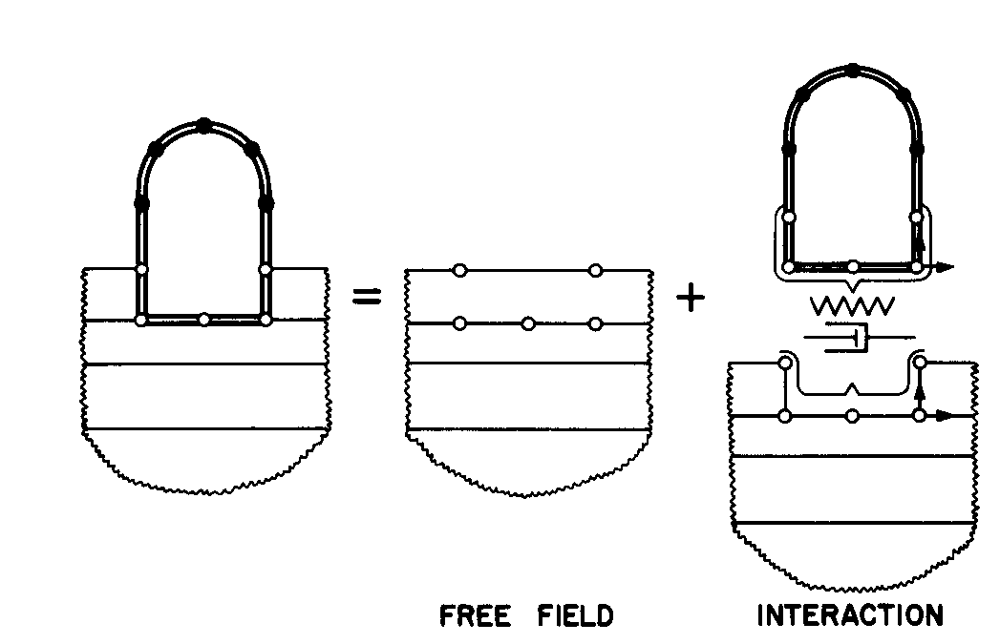 =
+
FREE FIELD
INTERACTION